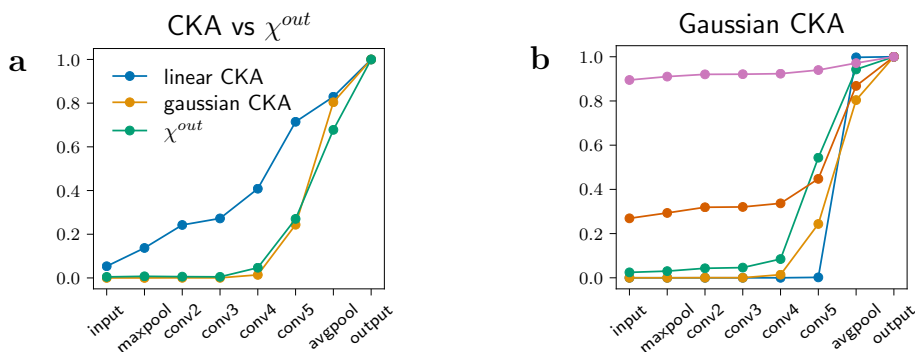 CKA vs χ^out
a
1.0
0.8
0.6
0.4
0.2
0.0
linear CKA
gaussian CKA
χ^out
input
maxpool
conv2
conv3
conv4
conv5
avgpool
output
Gaussian CKA
b
1.0
0.8
0.6
0.4
0.2
0.0
input
maxpool
conv2
conv3
conv4
conv5
avgpool
output